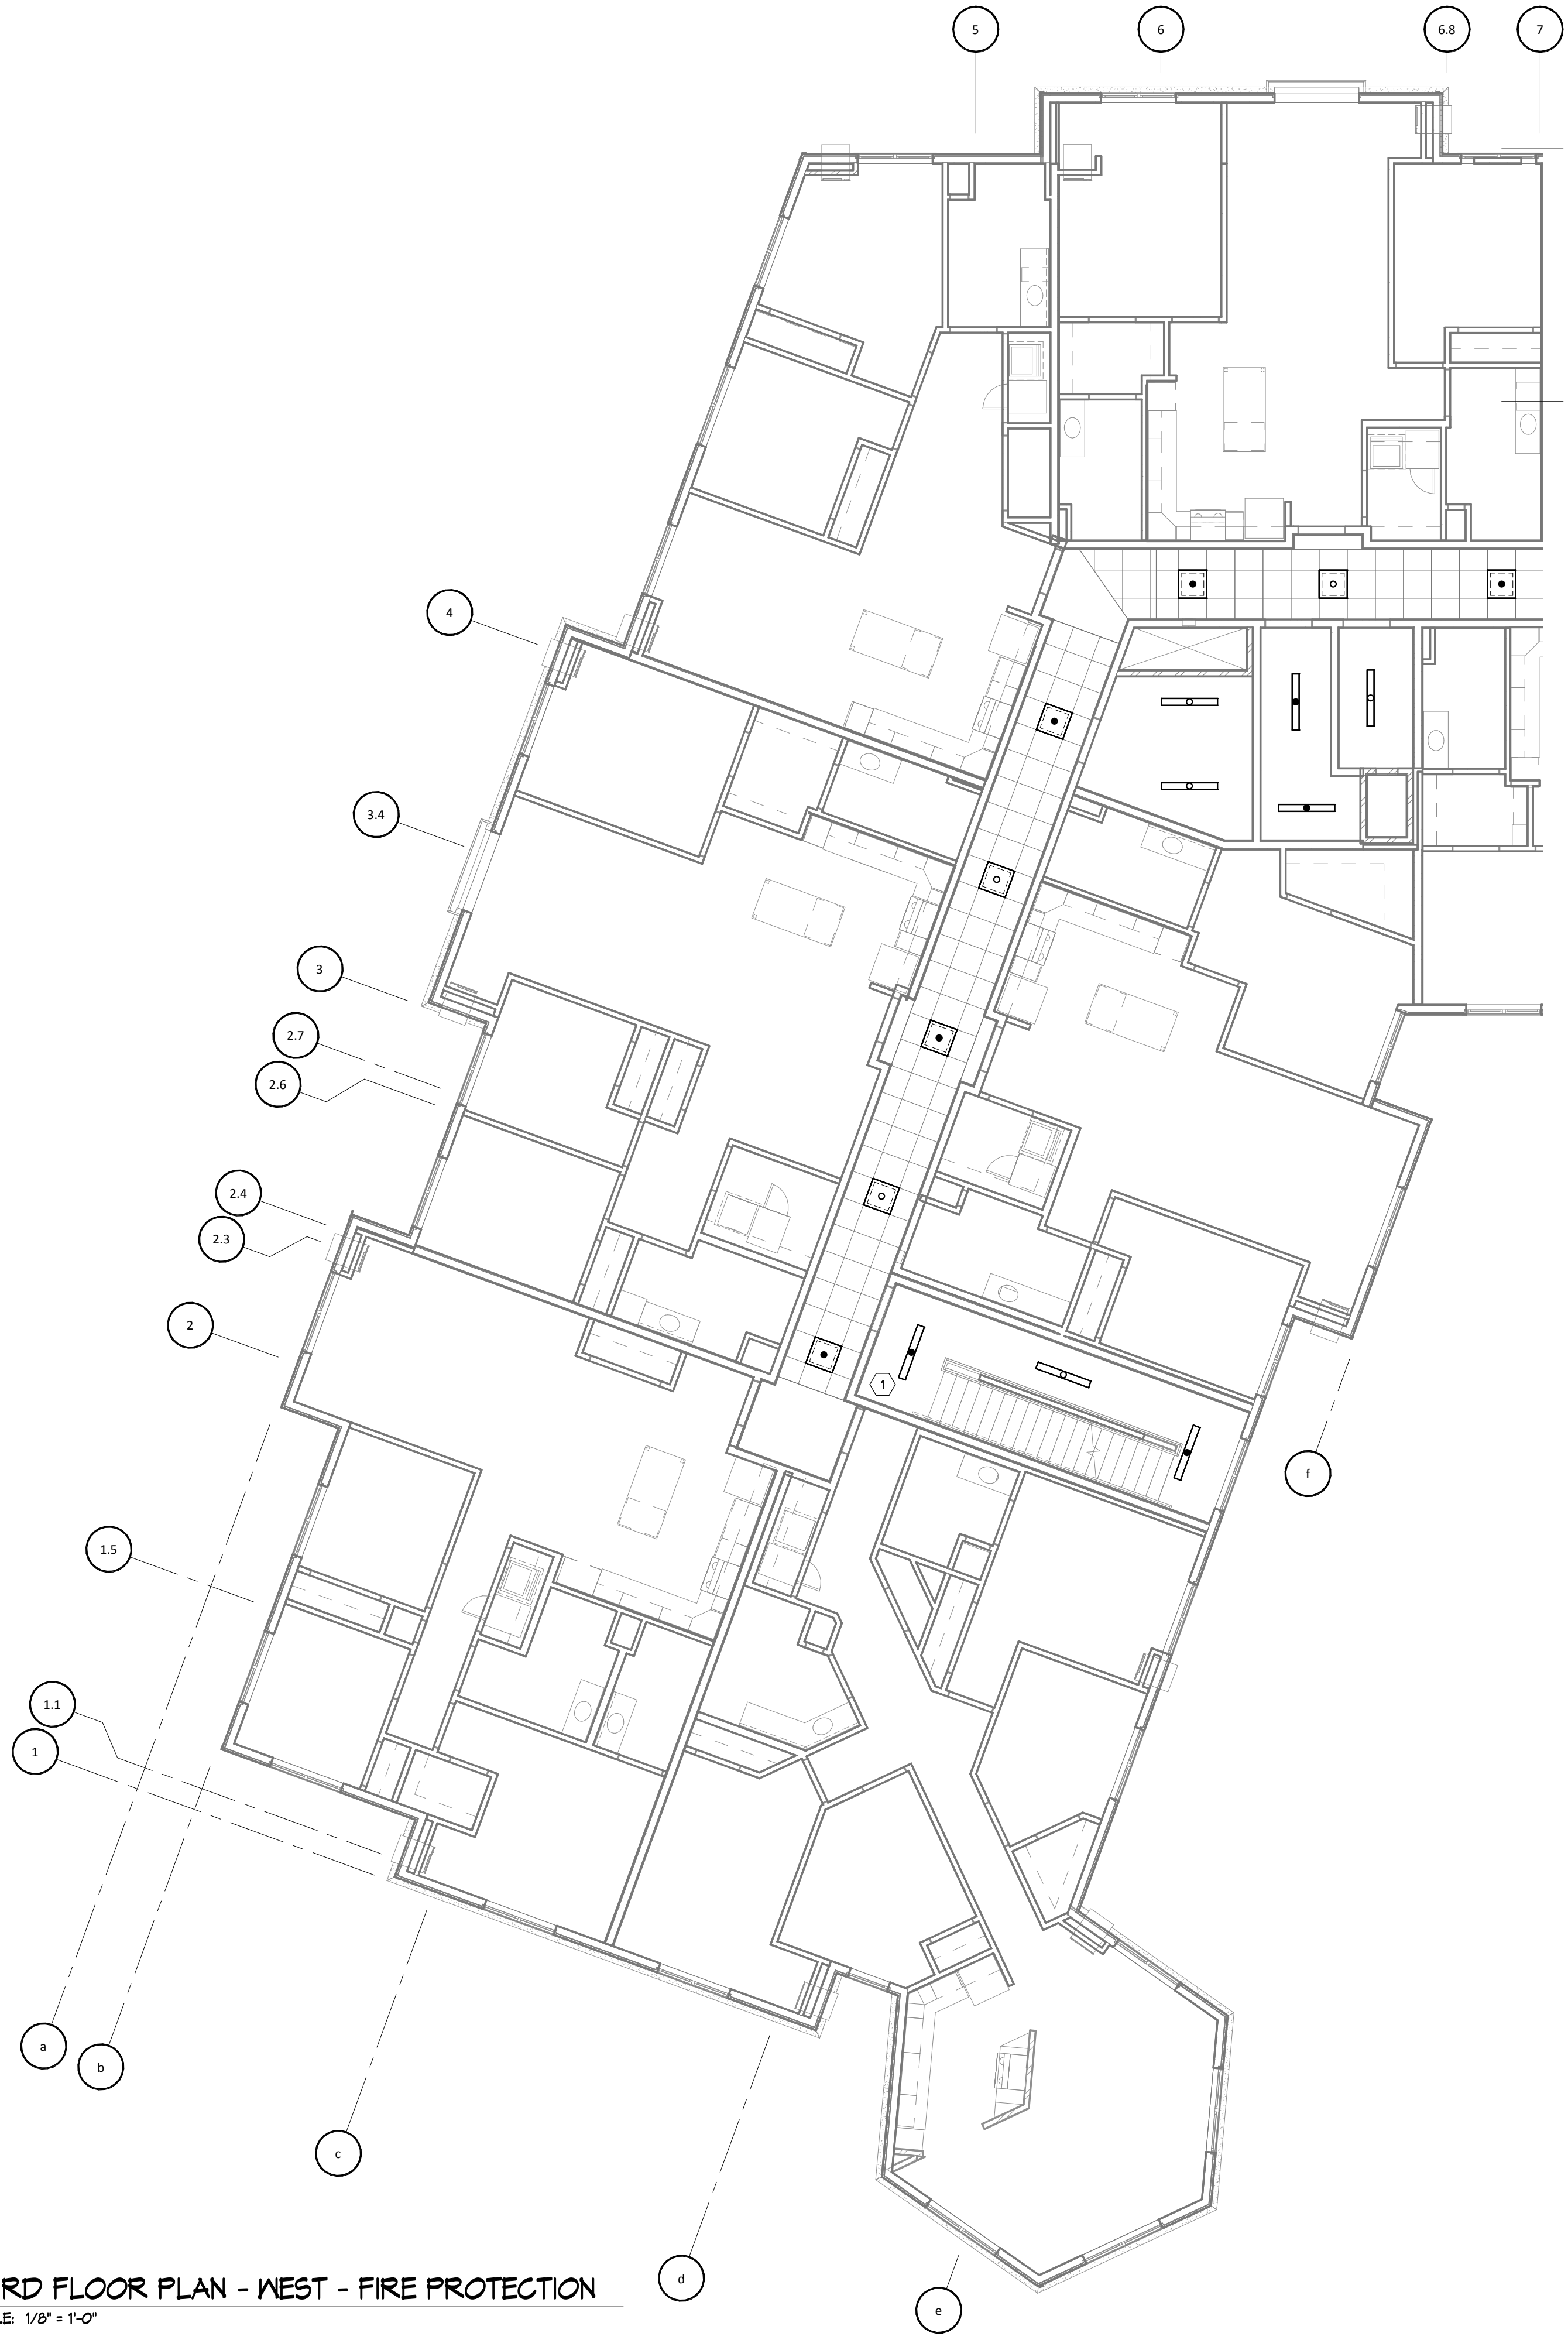 5
6
6.8
7
4
3.4
3
2.7
2.6
2.4
2.3
2
1
f
1.5
1.1
1
a
b
c
d
e
RD FLOOR PLAN - WEST - FIRE PROTECTION
LE: 1/8" = 1'-0"